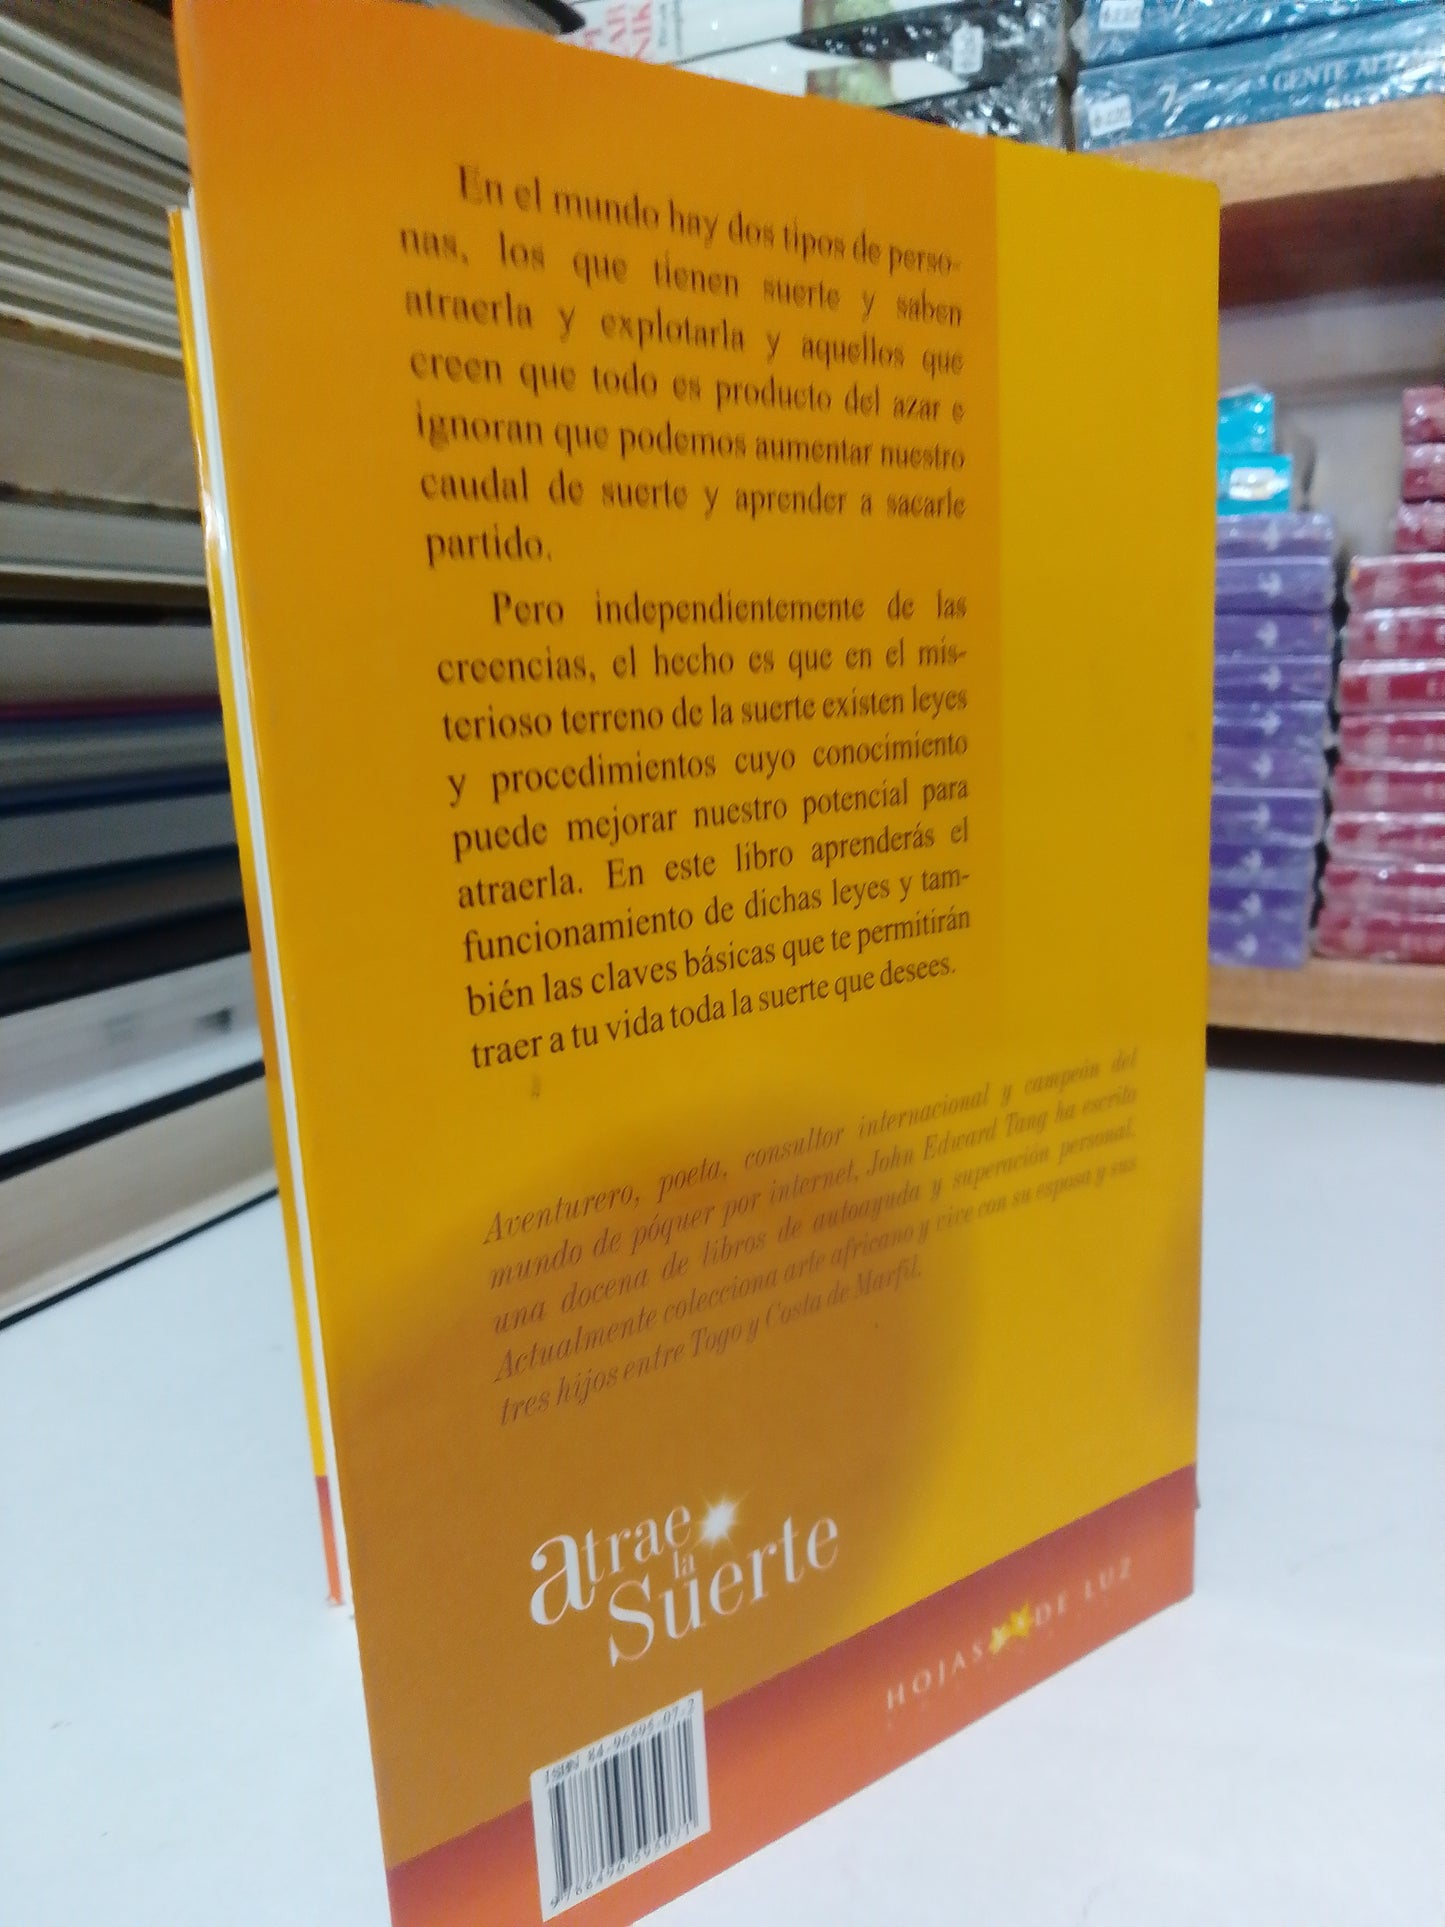 GENTE
En el mundo hay dos tipos de perso-
nas, los que tienen suerte y saben
atraerla y explotarla y aquellos que
creen que todo es producto del azar e
ignoran que podemos aumentar nuestro
caudal de suerte y aprender a sacarle
partido.
Pero independientemente de las
creencias, el hecho es que en el mis-
terioso terreno de la suerte existen leyes
y procedimientos cuyo conocimiento
puede mejorar nuestro potencial para
atraerla. En este libro aprenderás el
funcionamiento de dichas leyes y tam-
bién las claves básicas que te permitirán
traer a tu vida toda la suerte que desees.
Aventurero, poeta, consultor internacional y campeón del
mundo de póquer por internet, John Edward Tang ha escrito
una docena de libros de autoayuda y superación personal.
Actualmente colecciona arte africano y vive con su esposa y sus
tres hijos entre Togo y Costa de Marfil.
atrae
la
Suerte
HOJAS DE LUZ
ISBN 84-96595-07-2
9 788496 595071